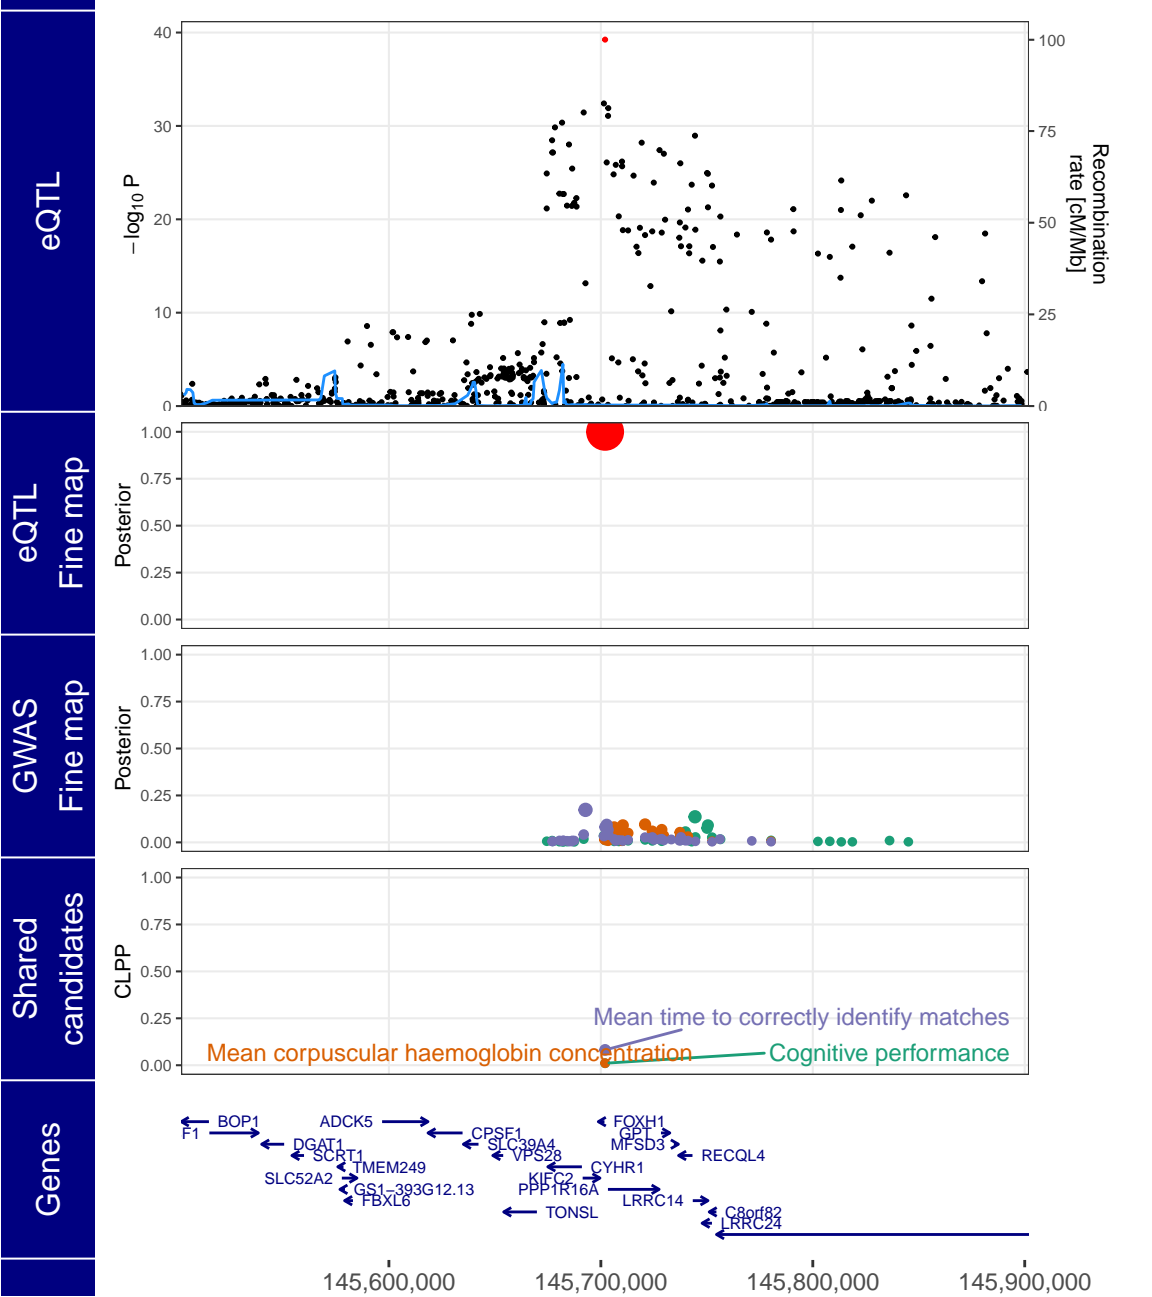 eQTL
−log10 P
40
30
20
10
0
100
75
50
25
0
Recombination
rate [cM/Mb]
eQTL
Fine map
Posterior
1.00
0.75
0.50
0.25
0.00
GWAS
Fine map
Posterior
1.00
0.75
0.50
0.25
0.00
Shared
candidates
CLPP
1.00
0.75
0.50
0.25
0.00
Mean time to correctly identify matches
Mean corpuscular haemoglobin concentration
Cognitive performance
Genes
BOP1
ADCK5
FOXH1
F1
CPSF1
GPT
DGAT1
SLC39A4
MFSD3
SCRT1
VPS28
RECQL4
TMEM249
CYHR1
SLC52A2
KIFC2
GS1−393G12.13
PPP1R16A
FBXL6
LRRC14
TONSL
C8orf82
LRRC24
145,600,000
145,700,000
145,800,000
145,900,000